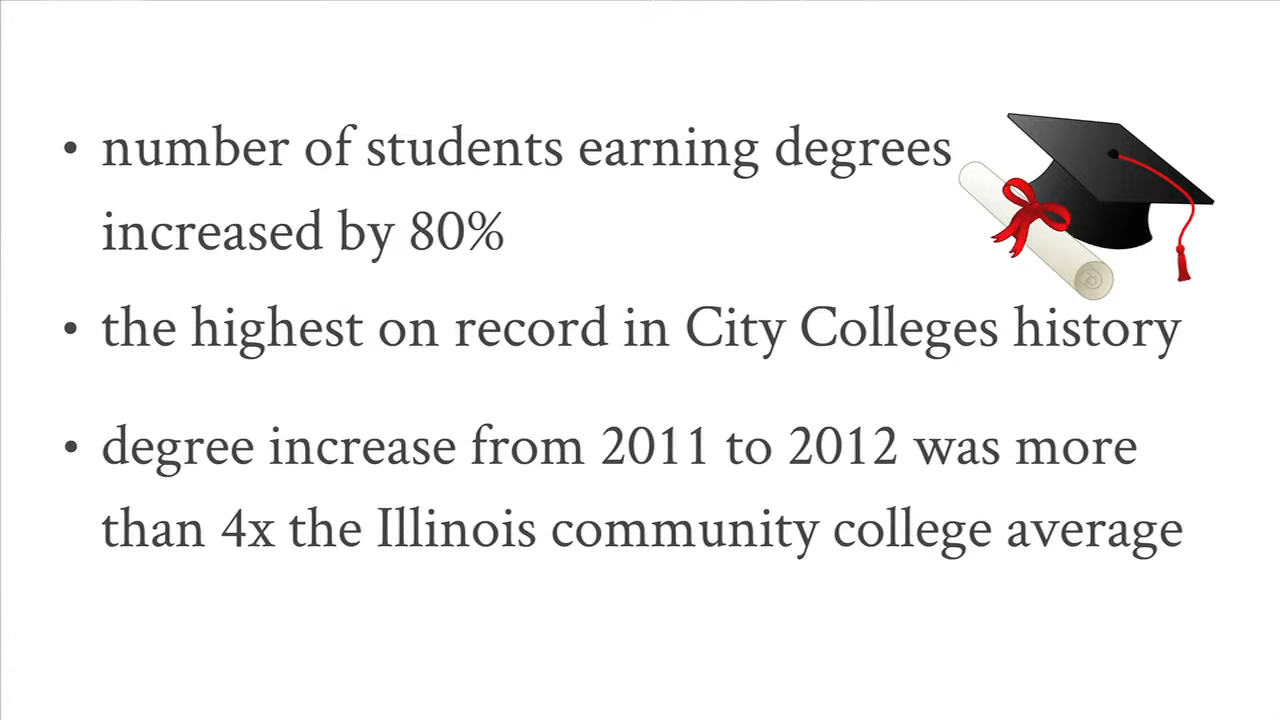 • number of students earning degrees
increased by 80%
• the highest on record in City Colleges history
• degree increase from 2011 to 2012 was more
than 4x the Illinois community college average